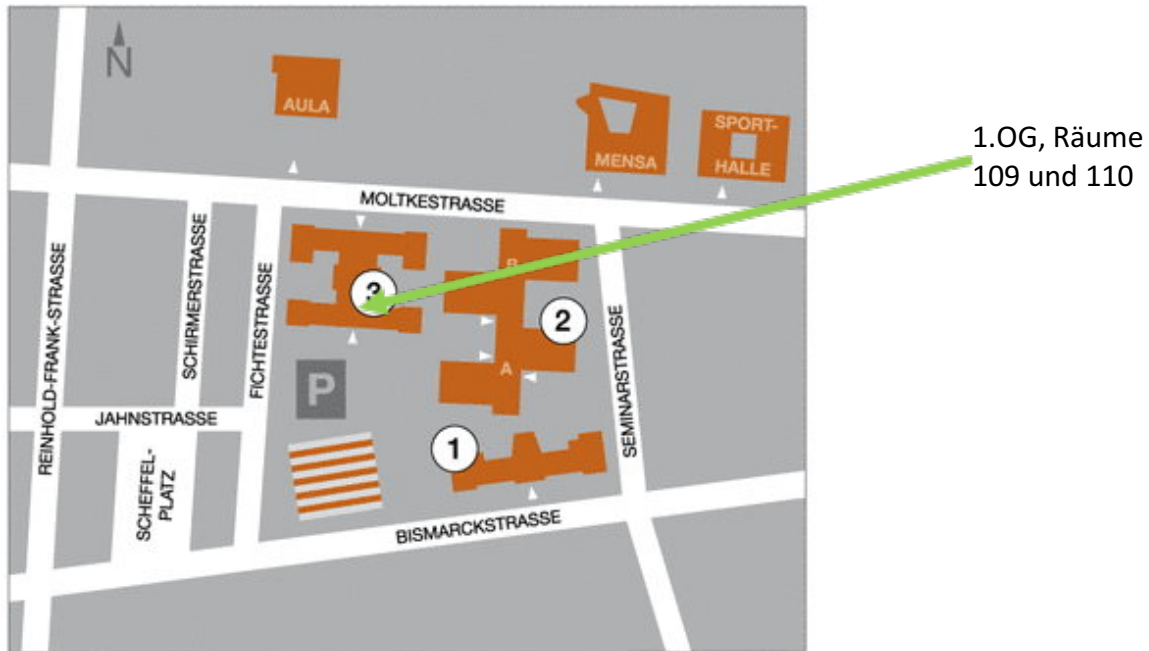 N
AULA
MENSA
SPORT-
HALLE
1.OG, Räume
109 und 110
MOLTKESTRASSE
REINHOLD-FRANK-STRASSE
SCHIRMERSTRASSE
FICHTESTRASSE
B
3
2
A
SEMINARSTRASSE
P
JAHNSTRASSE
SCHEFFEL-
PLATZ
1
BISMARCKSTRASSE